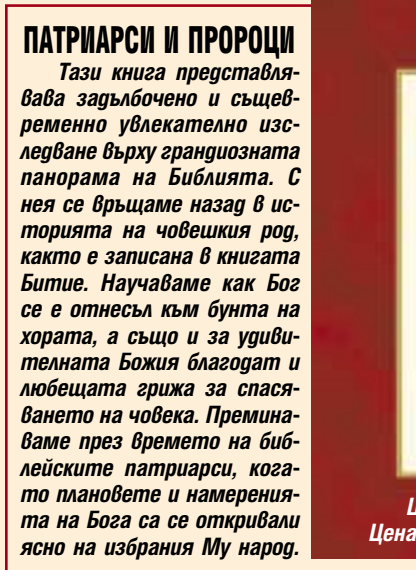 ПАТРИАРСИ И ПРОРОЦИ
Тази книга представля-
вава задълбочено и същев-
ременно увлекателно изс-
ледване върху грандиозната
панорама на Библията. С
нея се връщаме назад в ис-
торията на човешкия род,
както е записана в книгата
Битие. Научаваме как Бог
се е отнесъл към бунта на
хората, а също и за удиви-
телната Божия благодат и
любещата грижа за спася-
ването на човека. Премина-
ваме през времето на биб-
лейските патриарси, кога-
то плановете и намерения-
та на Бога са се откривали
ясно на избрания Му народ.
Цена